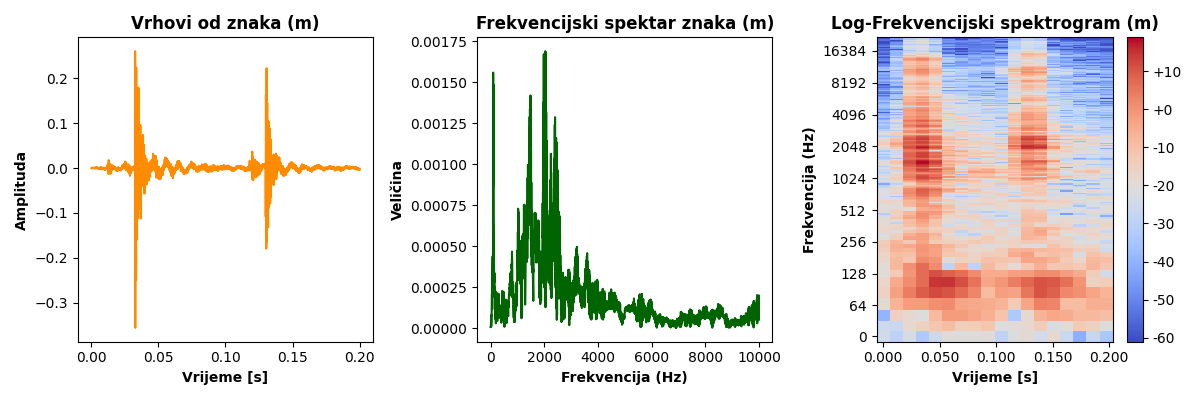 Vrhovi od znaka (m)
Amplituda
0.2
0.1
0.0
−0.1
−0.2
−0.3
0.00 0.05 0.10 0.15 0.20
Vrijeme [s]
Frekvencijski spektar znaka (m)
Veličina
0.00175
0.00150
0.00125
0.00100
0.00075
0.00050
0.00025
0.00000
0 2000 4000 6000 8000 10000
Frekvencija (Hz)
Log-Frekvencijski spektrogram (m)
Frekvencija (Hz)
16384
8192
4096
2048
1024
512
256
128
64
0
0.000 0.050 0.100 0.150 0.200
Vrijeme [s]
+10
+0
-10
-20
-30
-40
-50
-60